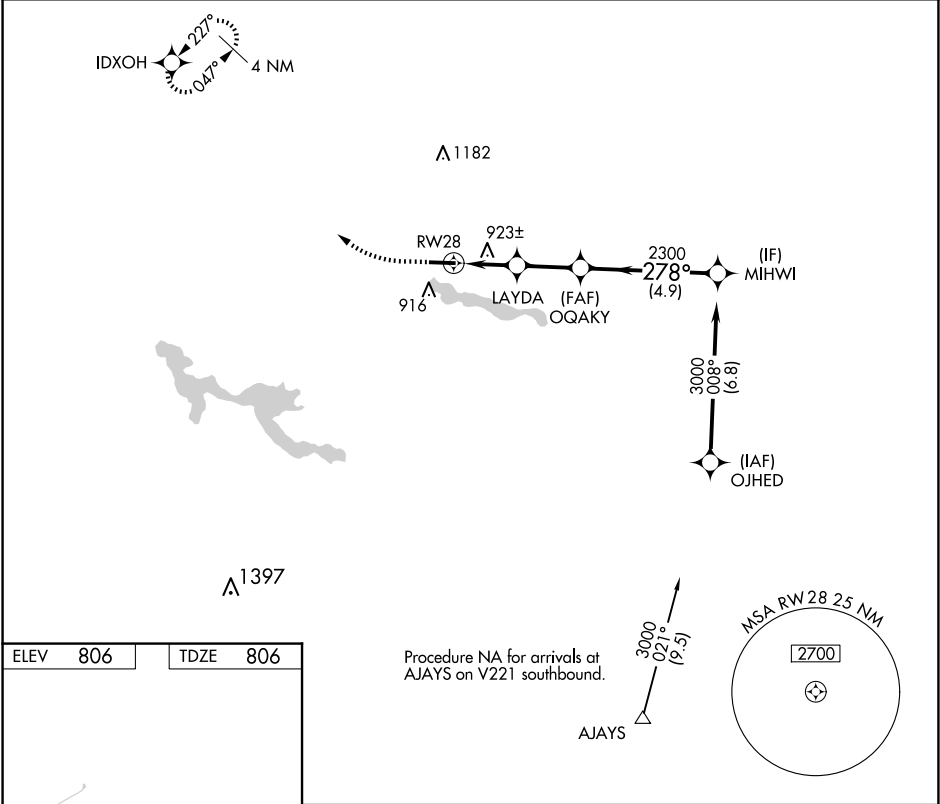 227°
IDXOH
047°
4 NM
1182
RW28
923±
2300
278°
(4.9)
(IF)
MIHWI
LAYDA
(FAF)
OQAKY
916
3000
008°
(6.8)
(IAF)
OJHED
1397
ELEV 806
TDZE 806
Procedure NA for arrivals at
AJAYS on V221 southbound.
3000
021°
(9.5)
AJAYS
MSA RW28 25 NM
2700